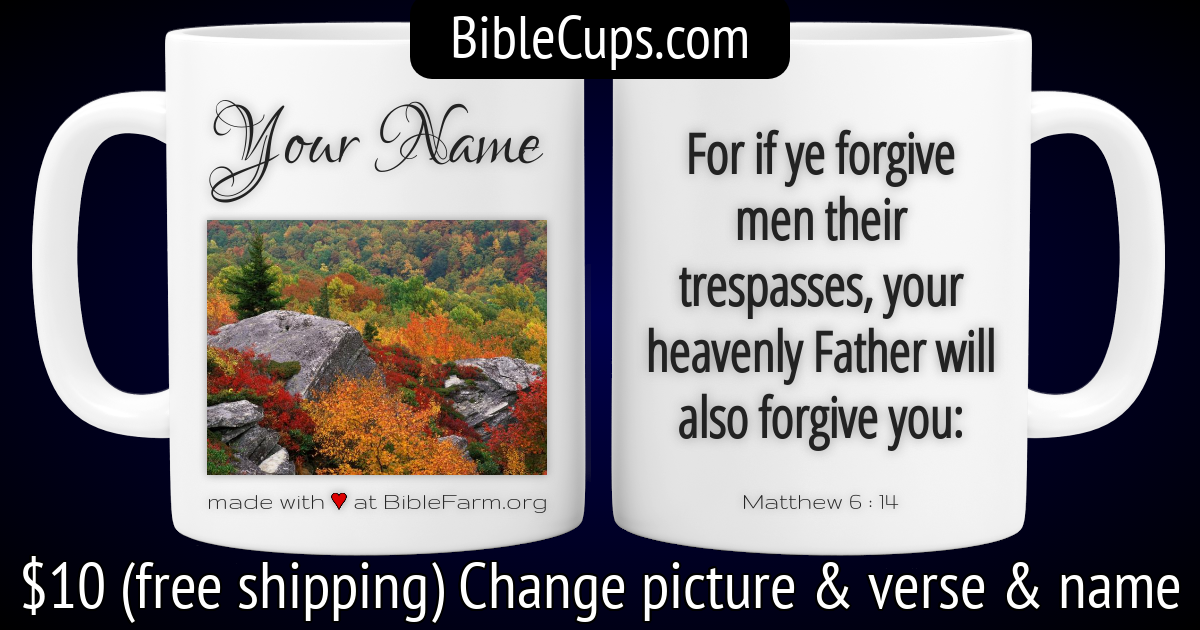 BibleCups.com
Your Name
made with ♥ at BibleFarm.org
For if ye forgive
men their
trespasses, your
heavenly Father will
also forgive you:
Matthew 6 : 14
$10 (free shipping) Change picture & verse & name